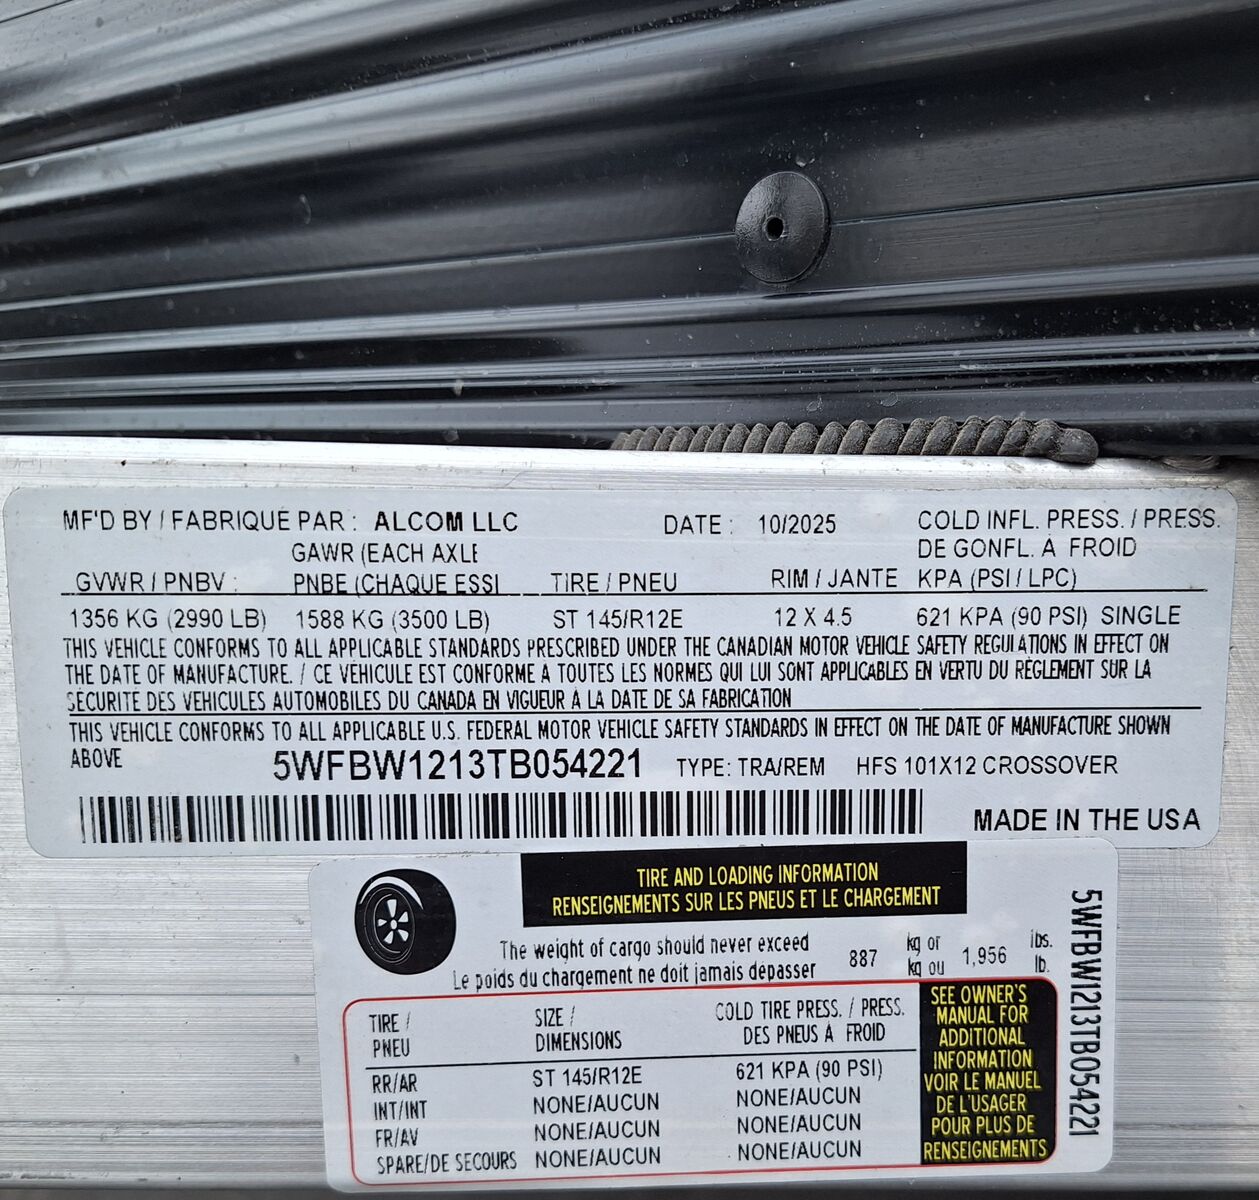 MF'D BY / FABRIQUÉ PAR : ALCOM LLC DATE : 10/2025 COLD INFL. PRESS. / PRESS.
GAWR (EACH AXLE DE GONFL. À FROID
GVWR / PNBV : PNBE (CHAQUE ESSI TIRE / PNEU RIM / JANTE KPA (PSI / LPC)
1356 KG (2990 LB) 1588 KG (3500 LB) ST 145/R12E 12 X 4.5 621 KPA (90 PSI) SINGLE
THIS VEHICLE CONFORMS TO ALL APPLICABLE STANDARDS PRESCRIBED UNDER THE CANADIAN MOTOR VEHICLE SAFETY REGULATIONS IN EFFECT ON
THE DATE OF MANUFACTURE. / CE VÉHICULE EST CONFORME A TOUTES LES NORMES QUI LUI SONT APPLICABLES EN VERTU DU RÈGLEMENT SUR LA
SÉCURITÉ DES VÉHICULES AUTOMOBILES DU CANADA EN VIGUEUR À LA DATE DE SA FABRICATION
THIS VEHICLE CONFORMS TO ALL APPLICABLE U.S. FEDERAL MOTOR VEHICLE SAFETY STANDARDS IN EFFECT ON THE DATE OF MANUFACTURE SHOWN
ABOVE 5WFBW1213TB054221 TYPE: TRA/REM HFS 101X12 CROSSOVER
MADE IN THE USA
TIRE AND LOADING INFORMATION
RENSEIGNEMENTS SUR LES PNEUS ET LE CHARGEMENT
The weight of cargo should never exceed 887 kg or 1,956 lbs.
Le poids du chargement ne doit jamais dépasser kg ou lb.
TIRE / SIZE / COLD TIRE PRESS. / PRESS.
PNEU DIMENSIONS DES PNEUS À FROID
RR/AR ST 145/R12E 621 KPA (90 PSI)
INT/INT NONE/AUCUN NONE/AUCUN
FR/AV NONE/AUCUN NONE/AUCUN
SPARE/DE SECOURS NONE/AUCUN NONE/AUCUN
SEE OWNER'S
MANUAL FOR
ADDITIONAL
INFORMATION
VOIR LE MANUEL
DE L'USAGER
POUR PLUS DE
RENSEIGNEMENTS
5WFBW1213TB054221